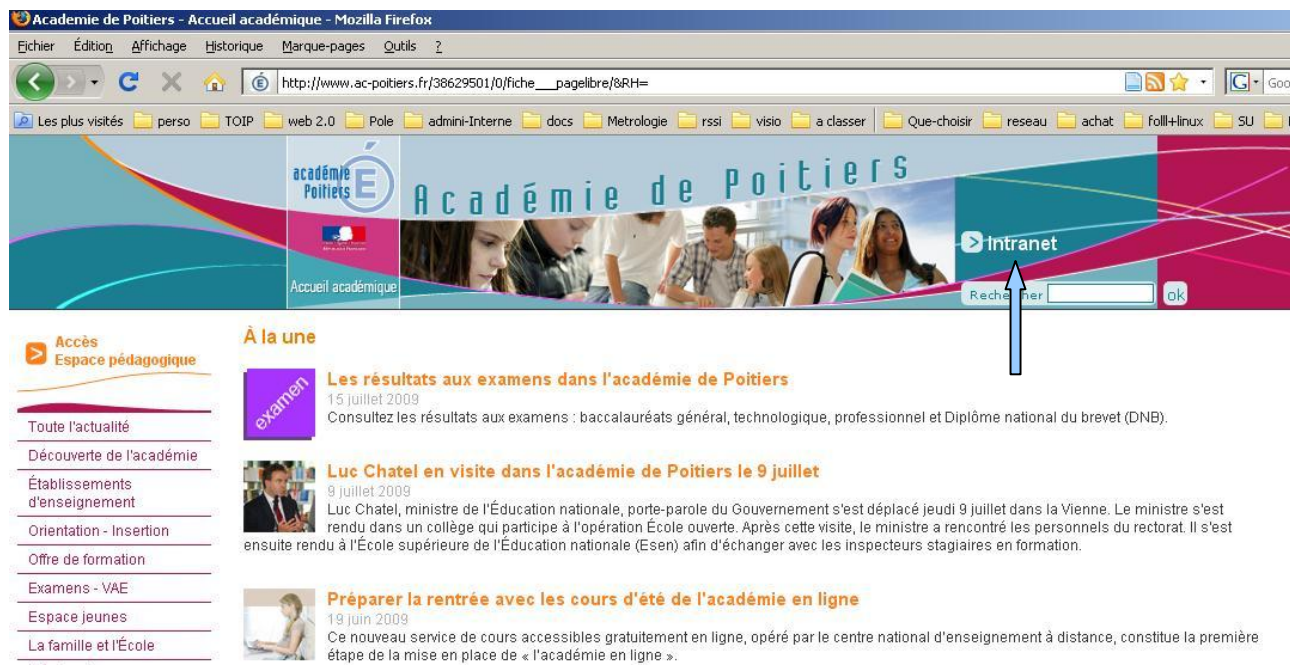 Academie de Poitiers - Accueil académique - Mozilla Firefox
Fichier Édition Affichage Historique Marque-pages Outils ?
http://www.ac-poitiers.fr/38629501/0/fiche___pagelibre/&RH=
G Goo
Les plus visités perso TOIP web 2.0 Pole admini-Interne docs Metrologie rssi visio a classer Que-choisir reseau achat folll+linux SU
académie
Poitiers
Académie de Poitiers
Accueil académique
Intranet
Rechercher ok
Accès
Espace pédagogique
Toute l'actualité
Découverte de l'académie
Établissements
d'enseignement
Orientation - Insertion
Offre de formation
Examens - VAE
Espace jeunes
La famille et l'École
À la une
examen
Les résultats aux examens dans l'académie de Poitiers
15 juillet 2009
Consultez les résultats aux examens : baccalauréats général, technologique, professionnel et Diplôme national du brevet (DNB).
Luc Chatel en visite dans l'académie de Poitiers le 9 juillet
9 juillet 2009
Luc Chatel, ministre de l'Éducation nationale, porte-parole du Gouvernement s'est déplacé jeudi 9 juillet dans la Vienne. Le ministre s'est
rendu dans un collège qui participe à l'opération École ouverte. Après cette visite, le ministre a rencontré les personnels du rectorat. Il s'est
ensuite rendu à l'École supérieure de l'Éducation nationale (Esen) afin d'échanger avec les inspecteurs stagiaires en formation.
Préparer la rentrée avec les cours d'été de l'académie en ligne
19 juin 2009
Ce nouveau service de cours accessibles gratuitement en ligne, opéré par le centre national d'enseignement à distance, constitue la première
étape de la mise en place de « l'académie en ligne ».